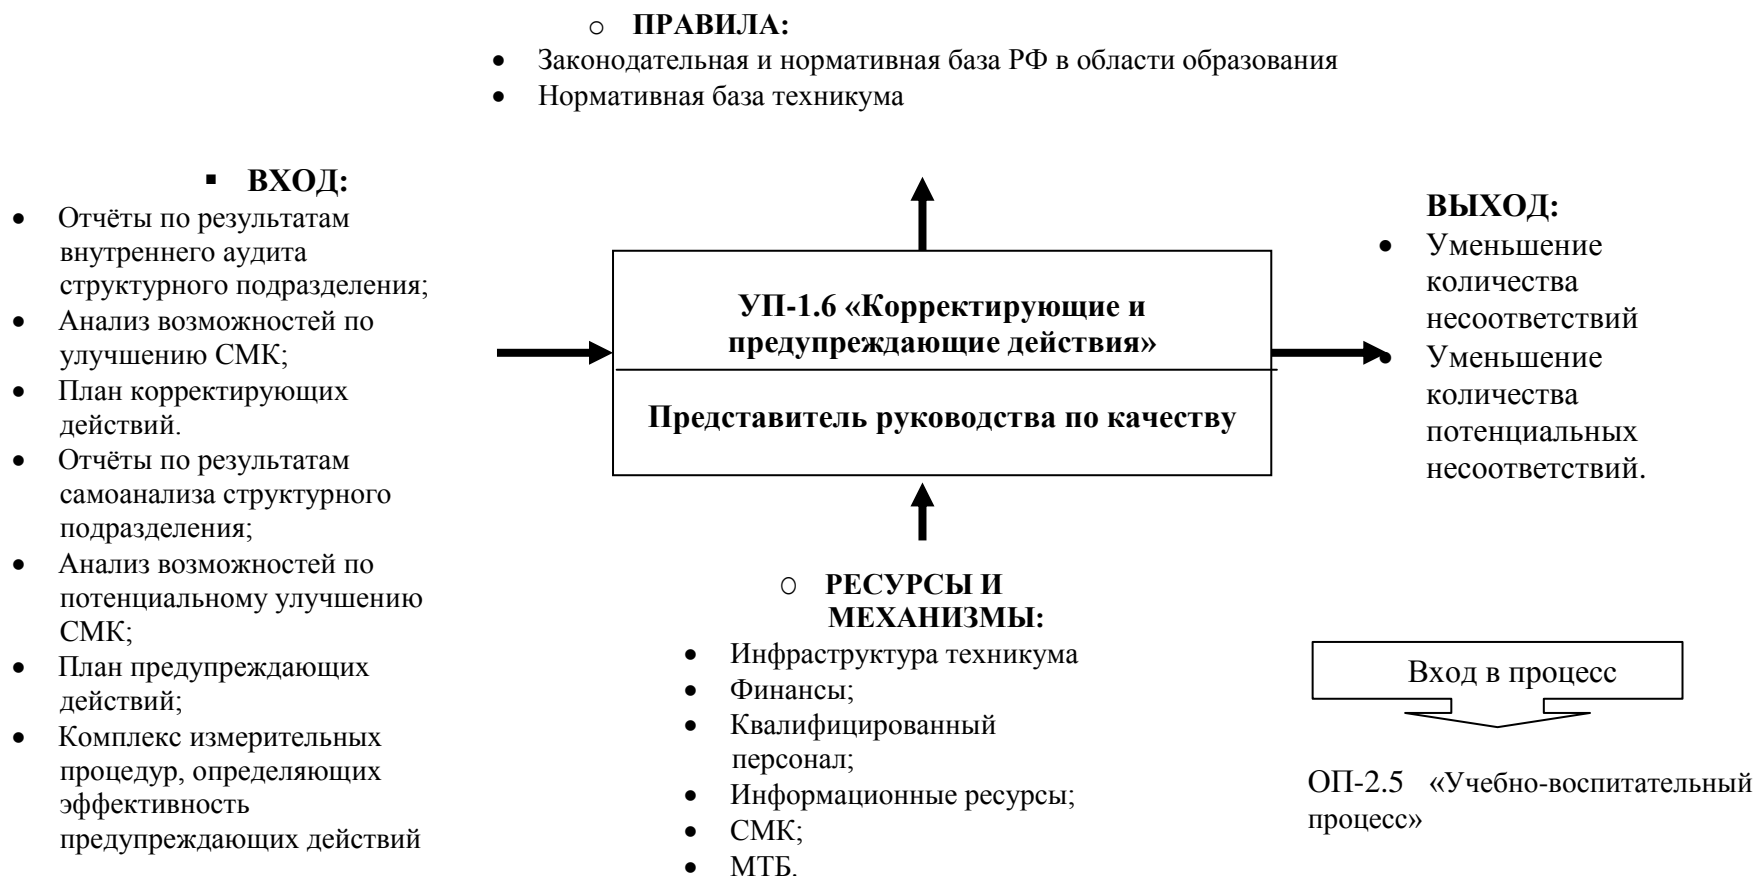 ○ ПРАВИЛА:
• Законодательная и нормативная база РФ в области образования
• Нормативная база техникума
▪ ВХОД:
• Отчёты по результатам
внутреннего аудита
структурного подразделения;
• Анализ возможностей по
улучшению СМК;
• План корректирующих
действий.
• Отчёты по результатам
самоанализа структурного
подразделения;
• Анализ возможностей по
потенциальному улучшению
СМК;
• План предупреждающих
действий;
• Комплекс измерительных
процедур, определяющих
эффективность
предупреждающих действий
УП-1.6 «Корректирующие и
предупреждающие действия»
Представитель руководства по качеству
ВЫХОД:
• Уменьшение
количества
несоответствий
• Уменьшение
количества
потенциальных
несоответствий.
○ РЕСУРСЫ И
МЕХАНИЗМЫ:
• Инфраструктура техникума
• Финансы;
• Квалифицированный
персонал;
• Информационные ресурсы;
• СМК;
• МТБ.
Вход в процесс
ОП-2.5 «Учебно-воспитательный
процесс»